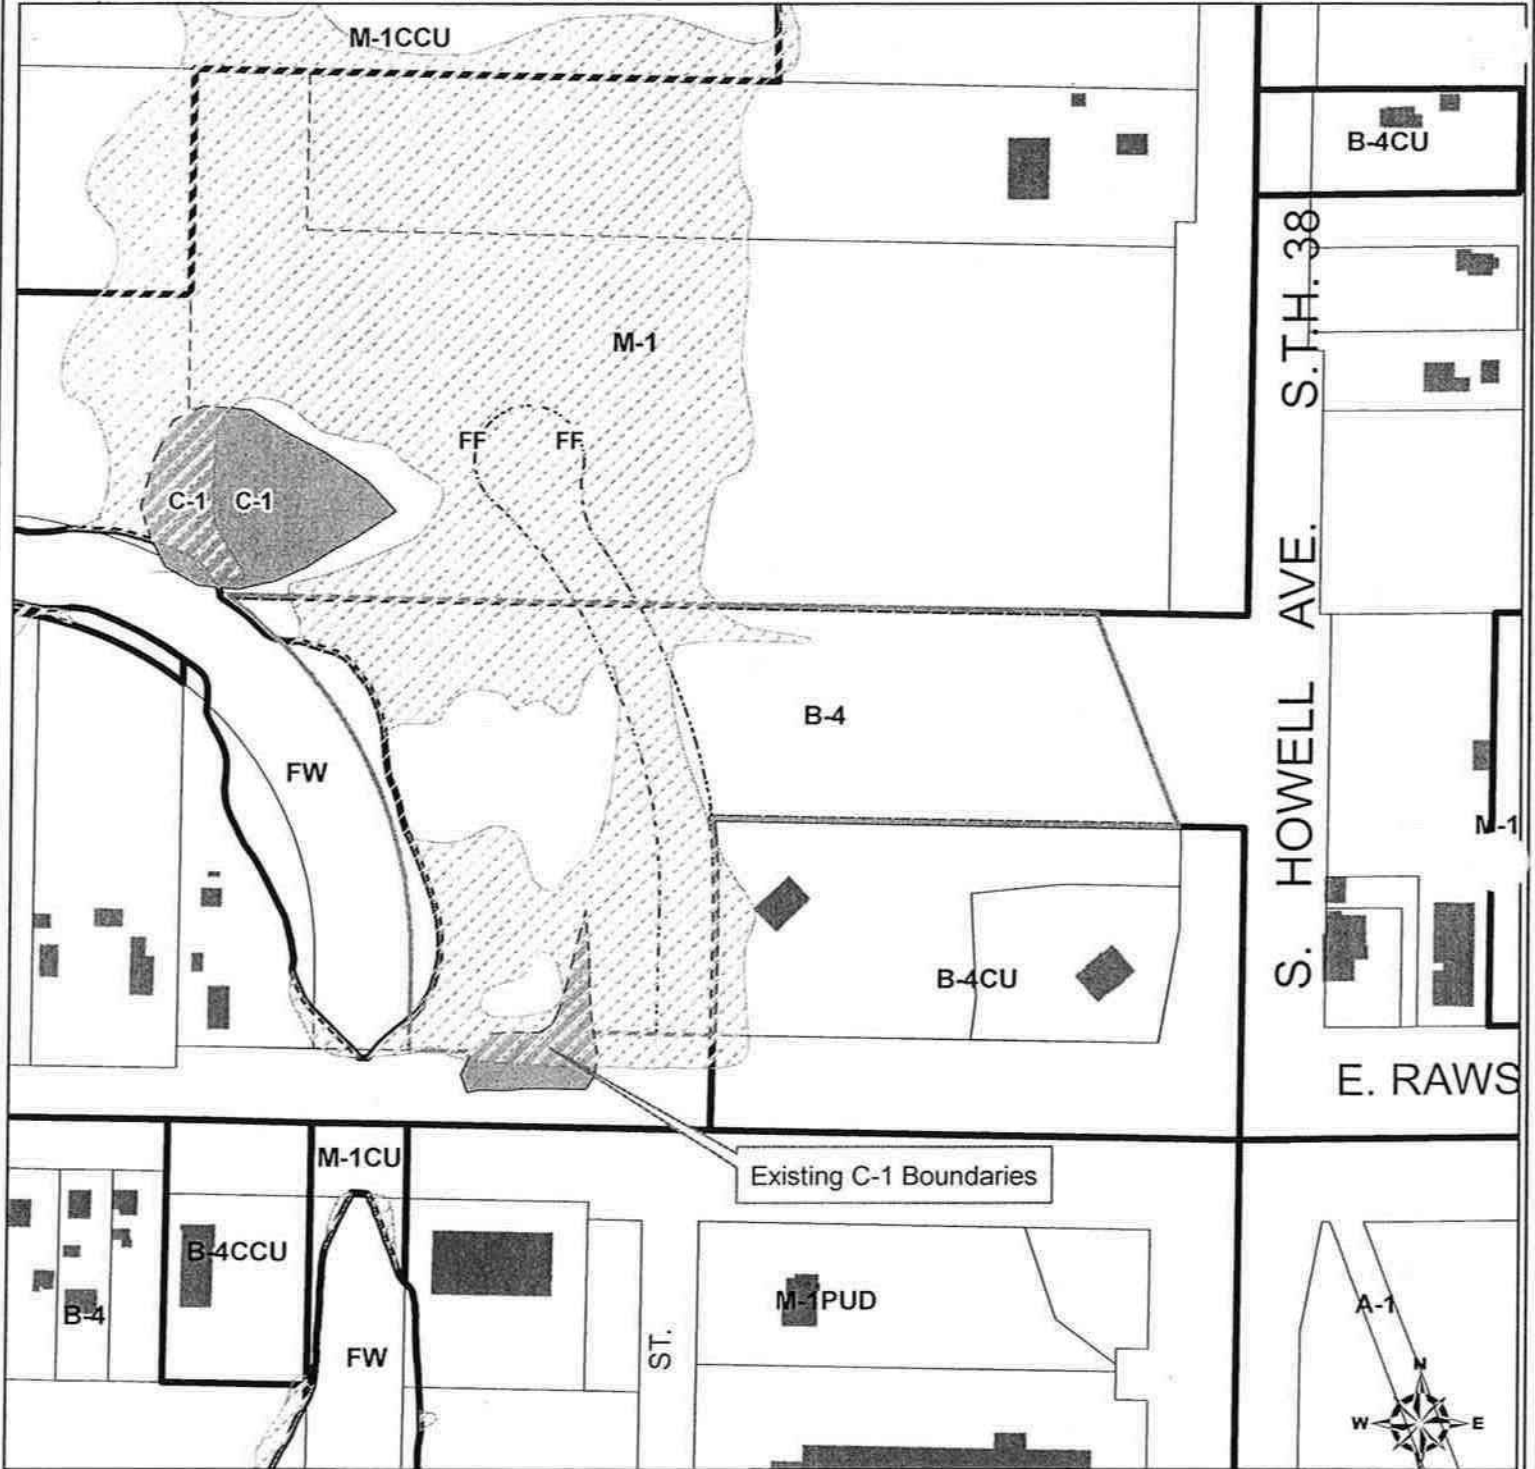 M-1CCU
B-4CU
S. HOWELL AVE. S.T.H. 38
M-1
FF FF
C-1 C-1
B-4
FW
M-1
B-4CU
E. RAWS
M-1CU
Existing C-1 Boundaries
B-4CCU
M-1PUD
B-4
A-1
ST.
FW
N
W E